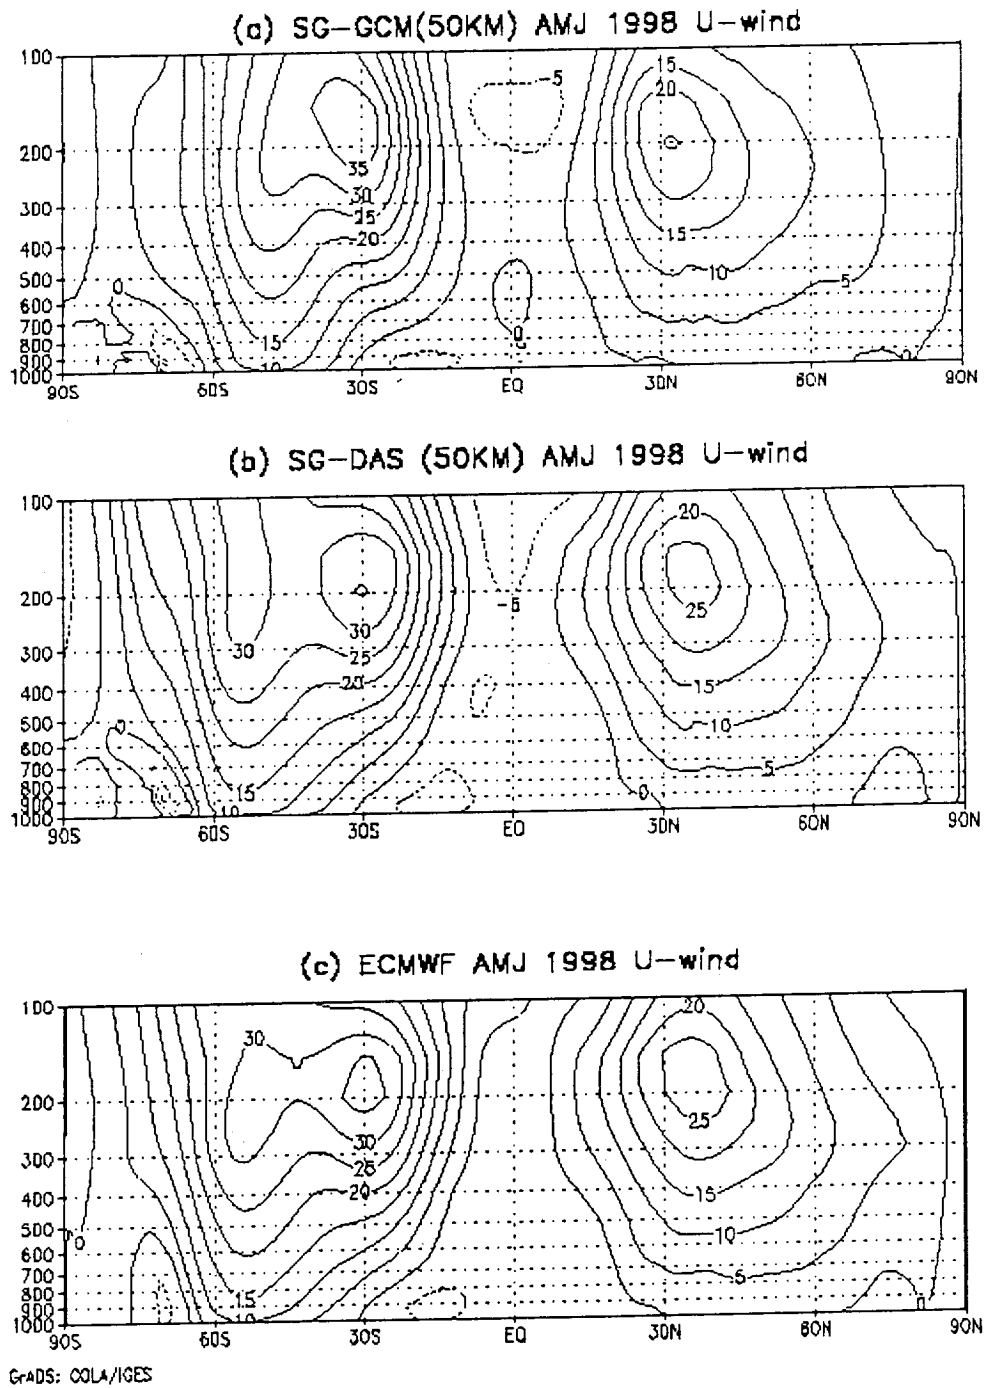 (a) SG-GCM(50KM) AMJ 1998 U-wind
100
200
300
400
500
600
700
800
900
1000
15
20
-5
35
30
25
20
15
10
5
0
0
15
10
0
90S
60S
30S
EQ
30N
60N
90N
(b) SG-DAS (50KM) AMJ 1998 U-wind
100
200
300
400
500
600
700
800
900
1000
20
-5
25
30
30
25
20
15
10
0
5
15
10
0
90S
60S
30S
EQ
30N
60N
90N
(c) ECMWF AMJ 1998 U-wind
100
200
300
400
500
600
700
800
900
1000
20
30
25
30
25
20
15
10
0
5
15
10
0
90S
60S
30S
EQ
30N
60N
90N
GrADS: COLA/IGES